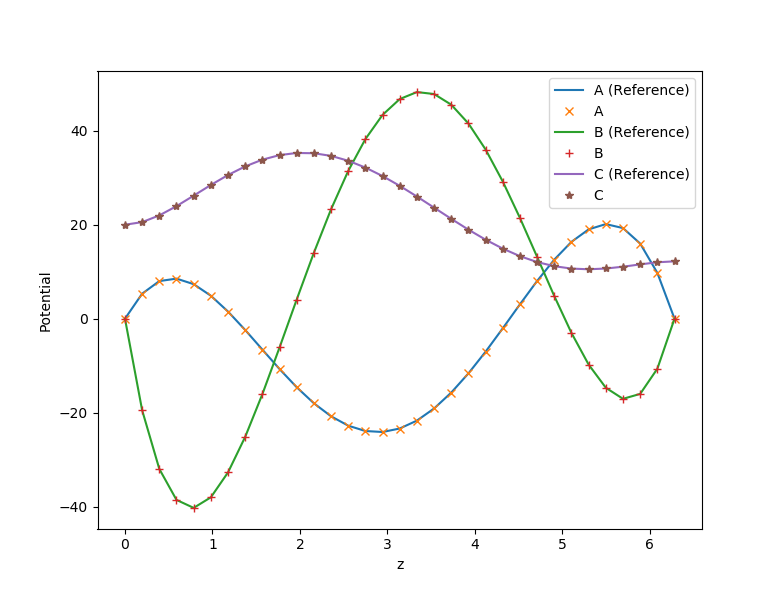 A (Reference)
A
B (Reference)
B
C (Reference)
C
40
20
0
−20
−40
Potential
0 1 2 3 4 5 6
z